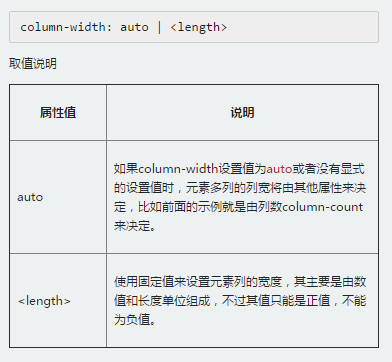 column-width: auto | <length>
取值说明
属性值 说明
auto
如果column-width设置值为auto或者没有显式
的设置值时，元素多列的列宽将由其他属性来决
定，比如前面的示例就是由列数column-count
来决定。
<length>
使用固定值来设置元素列的宽度，其主要是由数
值和长度单位组成，不过其值只能是正值，不能
为负值。